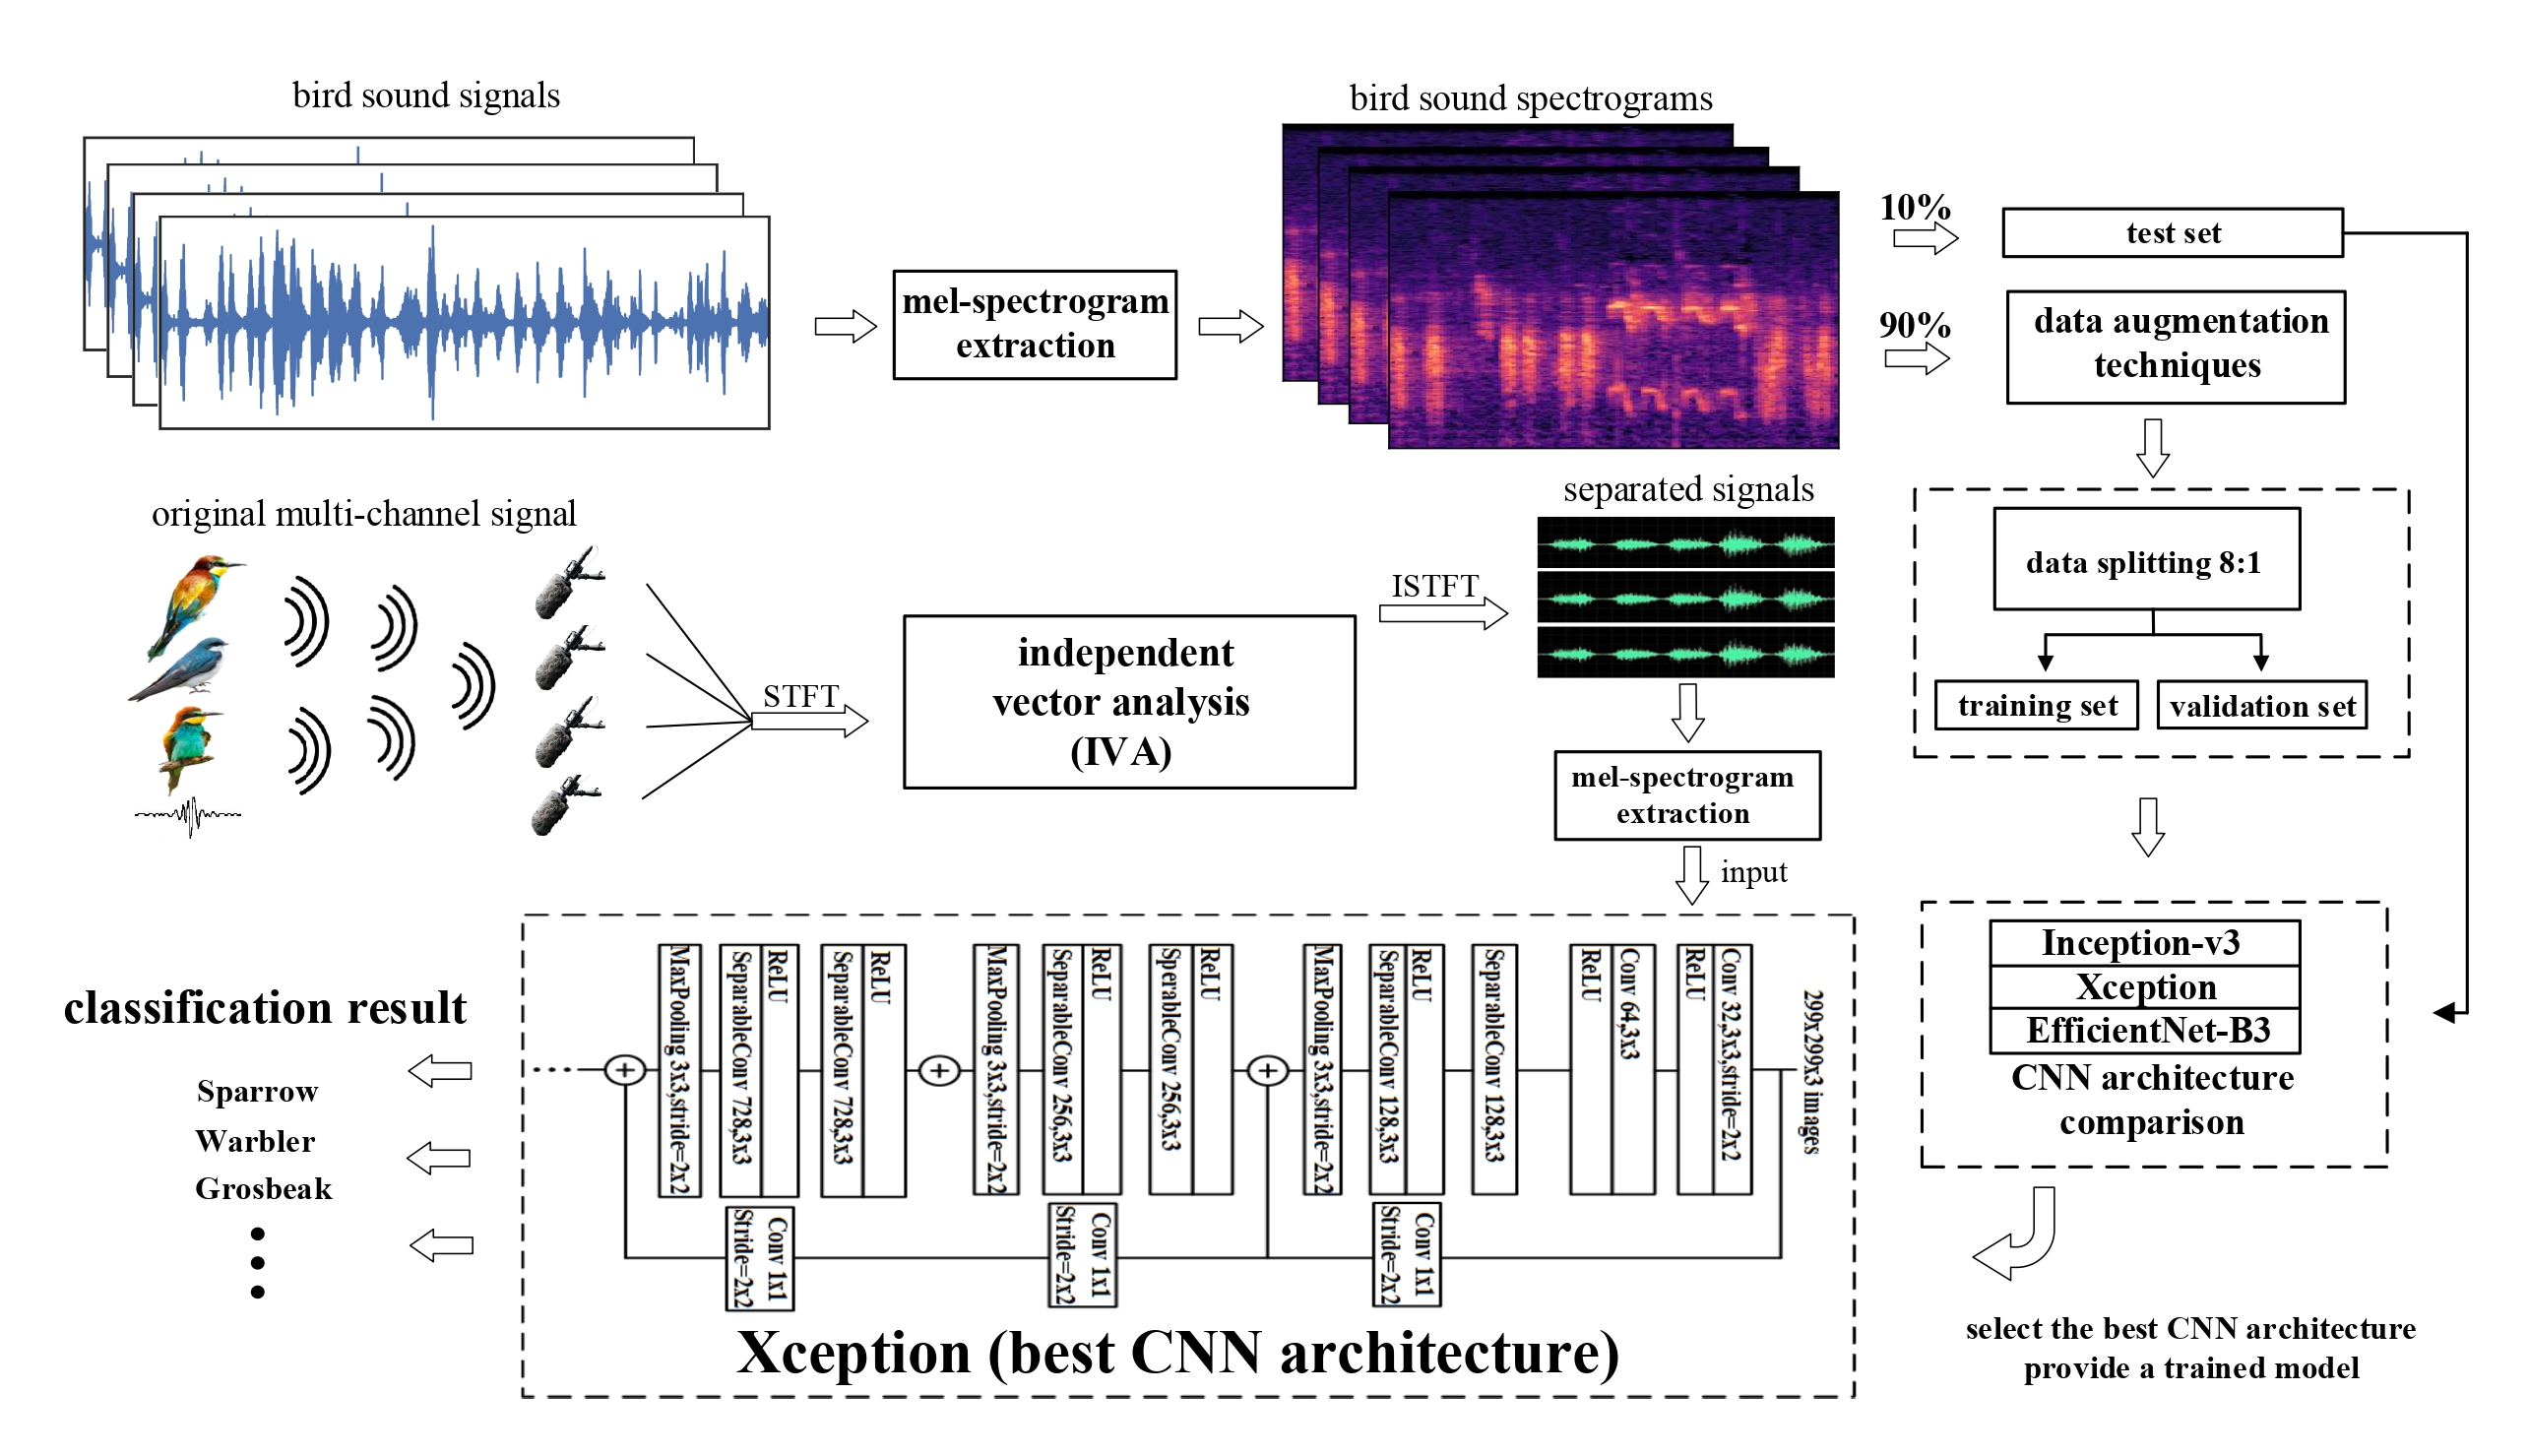 bird sound signals
bird sound spectrograms
10%
test set
mel-spectrogram
extraction
90%
data augmentation
techniques
original multi-channel signal
separated signals
data splitting 8:1
ISTFT
STFT
independent
vector analysis
(IVA)
training set
validation set
mel-spectrogram
extraction
input
classification result
Sparrow
Warbler
Grosbeak
MaxPooling 3x3,stride=2x2
ReLU
SeparableConv 728,3x3
ReLU
SeparableConv 728,3x3
MaxPooling 3x3,stride=2x2
ReLU
SeparableConv 256,3x3
ReLU
SperableConv 256,3x3
MaxPooling 3x3,stride=2x2
ReLU
SeparableConv 128,3x3
SeparableConv 128,3x3
Conv 64,3x3
ReLU
Conv 32,3x3,stride=2x2
ReLU
299x299x3 images
Conv 1x1
Stride=2x2
Conv 1x1
Stride=2x2
Conv 1x1
Stride=2x2
Xception (best CNN architecture)
Inception-v3
Xception
EfficientNet-B3
CNN architecture
comparison
select the best CNN architecture
provide a trained model